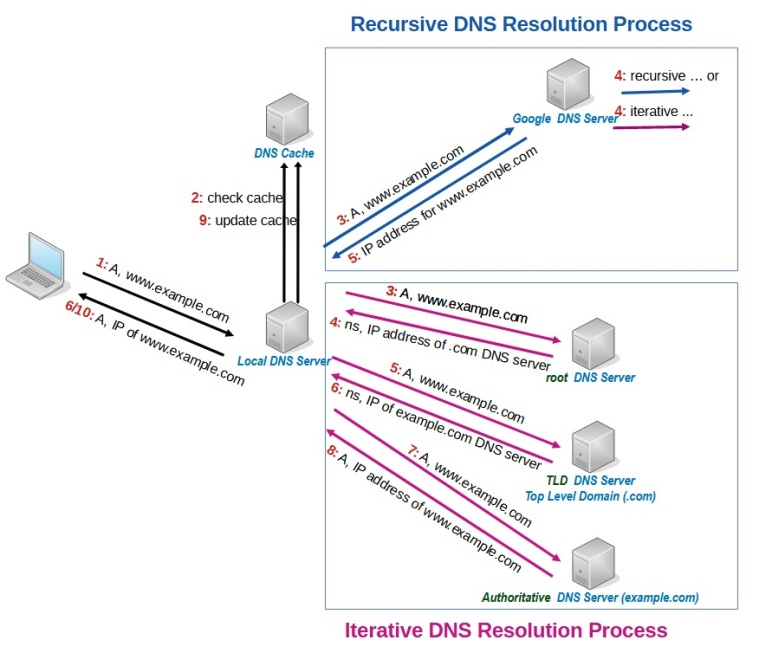 Recursive DNS Resolution Process
4: recursive ... or
4: iterative ...
Google DNS Server
DNS Cache
3: A, www.example.com
5: IP address for www.example.com
2: check cache
9: update cache
1: A, www.example.com
6/10: A, IP of www.example.com
Local DNS Server
3: A, www.example.com
4: ns, IP address of .com DNS server
root DNS Server
5: A, www.example.com
6: ns, IP of example.com DNS server
TLD DNS Server
Top Level Domain (.com)
7: A, www.example.com
8: A, IP address of www.example.com
Authoritative DNS Server (example.com)
Iterative DNS Resolution Process